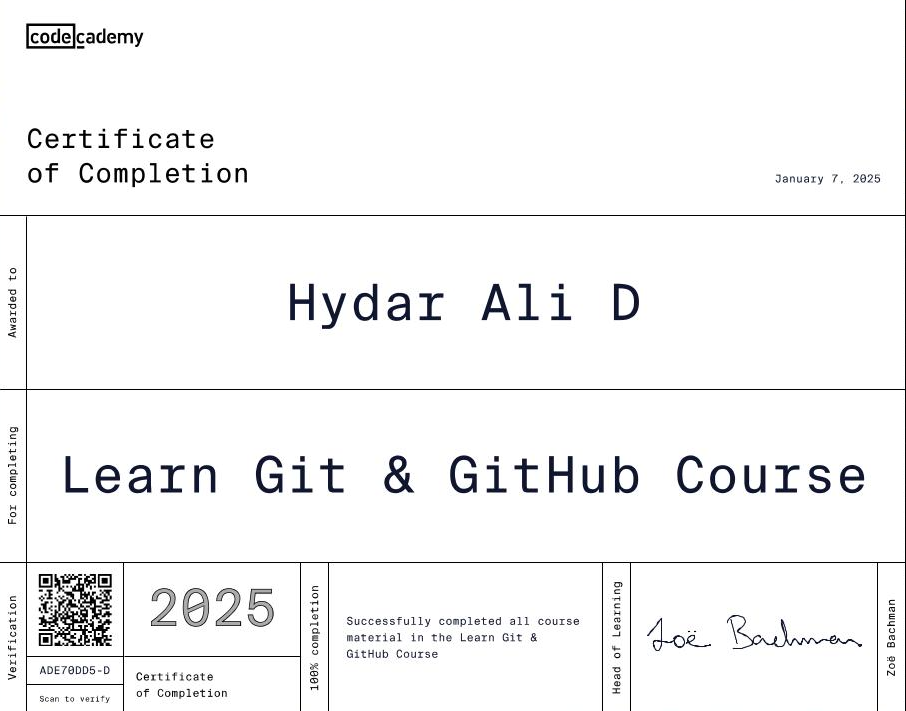 codecademy
Certificate
of Completion
January 7, 2025
Awarded to
Hydar Ali D
For completing
Learn Git & GitHub Course
Verification
ADE70DD5-D
Scan to verify
2025
Certificate
of Completion
100% completion
Successfully completed all course
material in the Learn Git &
GitHub Course
Head of Learning
Zoë Bachman
Zoë Bachman